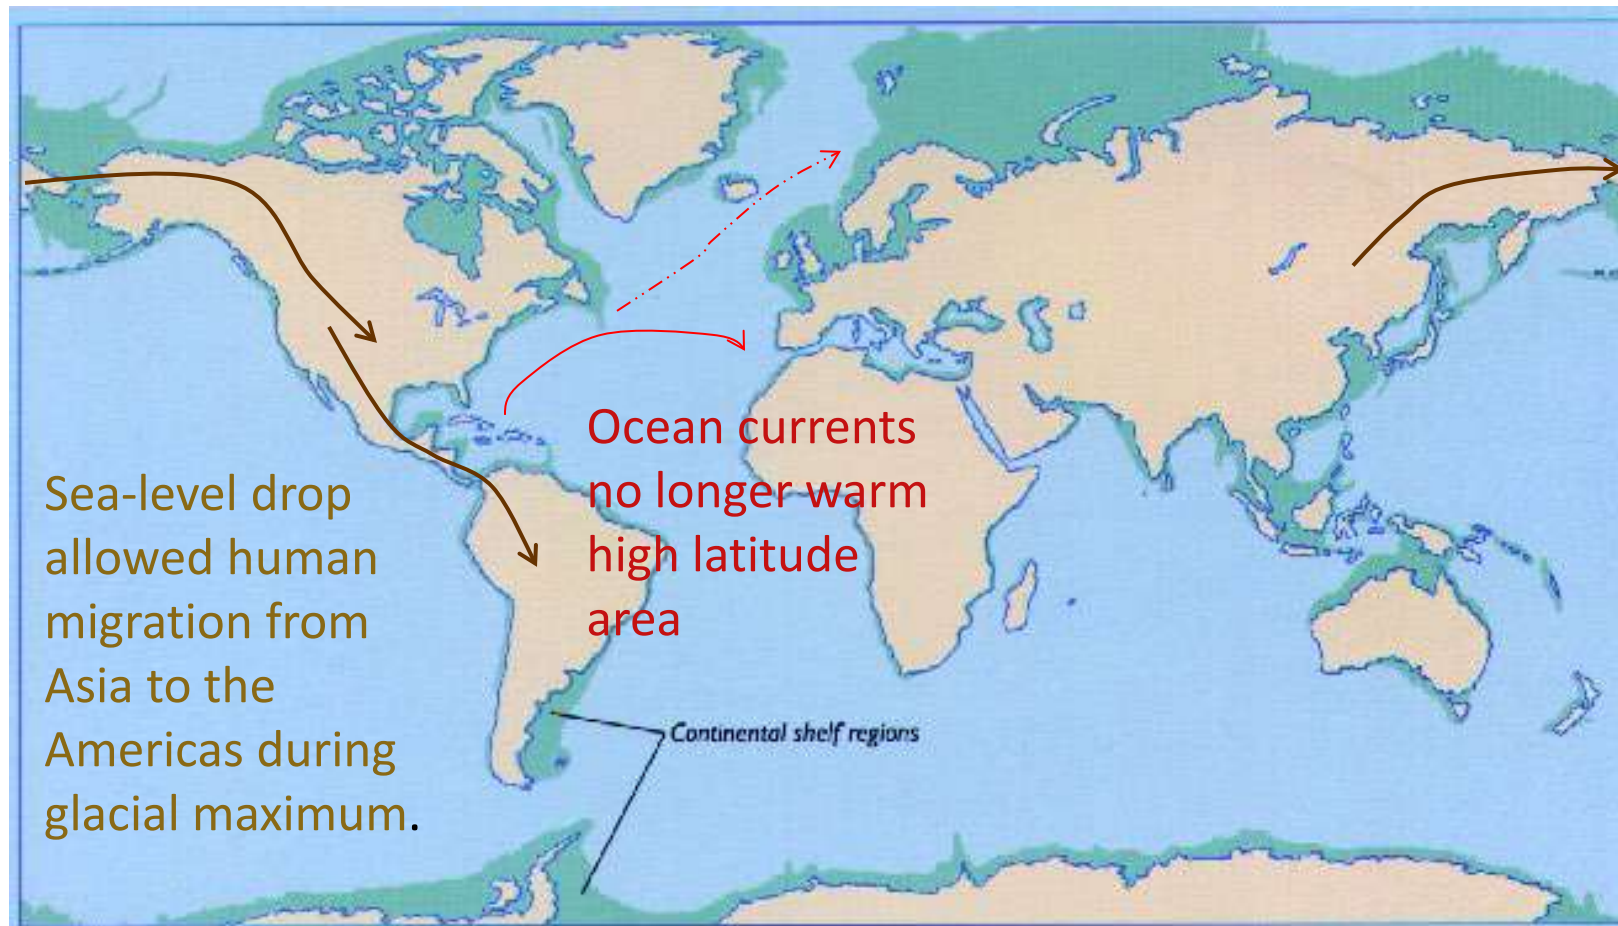 Ocean currents
no longer warm
high latitude
area
Sea-level drop
allowed human
migration from
Asia to the
Americas during
glacial maximum.
Continental shelf regions